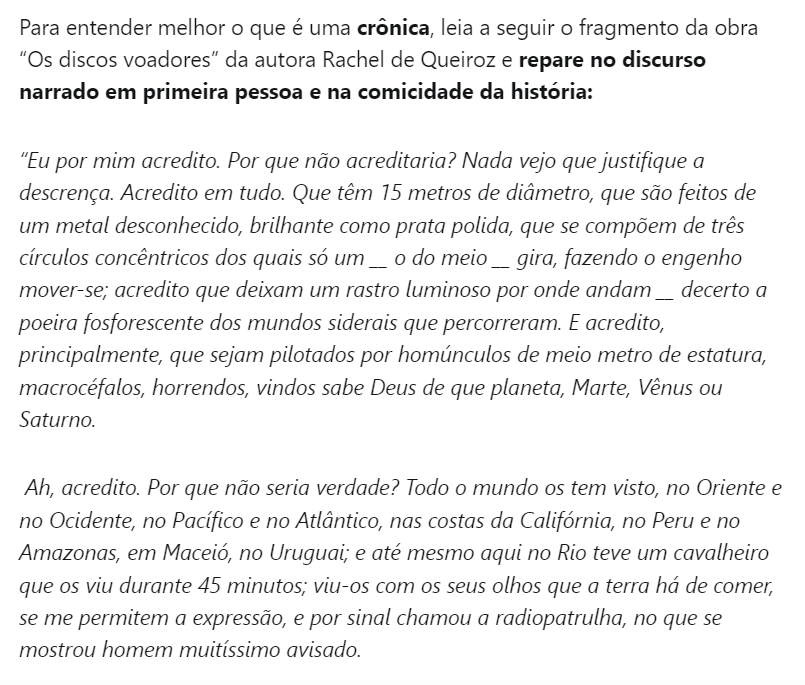 Para entender melhor o que é uma crônica, leia a seguir o fragmento da obra
“Os discos voadores” da autora Rachel de Queiroz e repare no discurso
narrado em primeira pessoa e na comicidade da história:
“Eu por mim acredito. Por que não acreditaria? Nada vejo que justifique a
descrença. Acredito em tudo. Que têm 15 metros de diâmetro, que são feitos de
um metal desconhecido, brilhante como prata polida, que se compõem de três
círculos concêntricos dos quais só um __ o do meio __ gira, fazendo o engenho
mover-se; acredito que deixam um rastro luminoso por onde andam __ decerto a
poeira fosforescente dos mundos siderais que percorreram. E acredito,
principalmente, que sejam pilotados por homúnculos de meio metro de estatura,
macrocéfalos, horrendos, vindos sabe Deus de que planeta, Marte, Vênus ou
Saturno.
Ah, acredito. Por que não seria verdade? Todo o mundo os tem visto, no Oriente e
no Ocidente, no Pacífico e no Atlântico, nas costas da Califórnia, no Peru e no
Amazonas, em Maceió, no Uruguai; e até mesmo aqui no Rio teve um cavalheiro
que os viu durante 45 minutos; viu-os com os seus olhos que a terra há de comer,
se me permitem a expressão, e por sinal chamou a radiopatrulha, no que se
mostrou homem muitíssimo avisado.